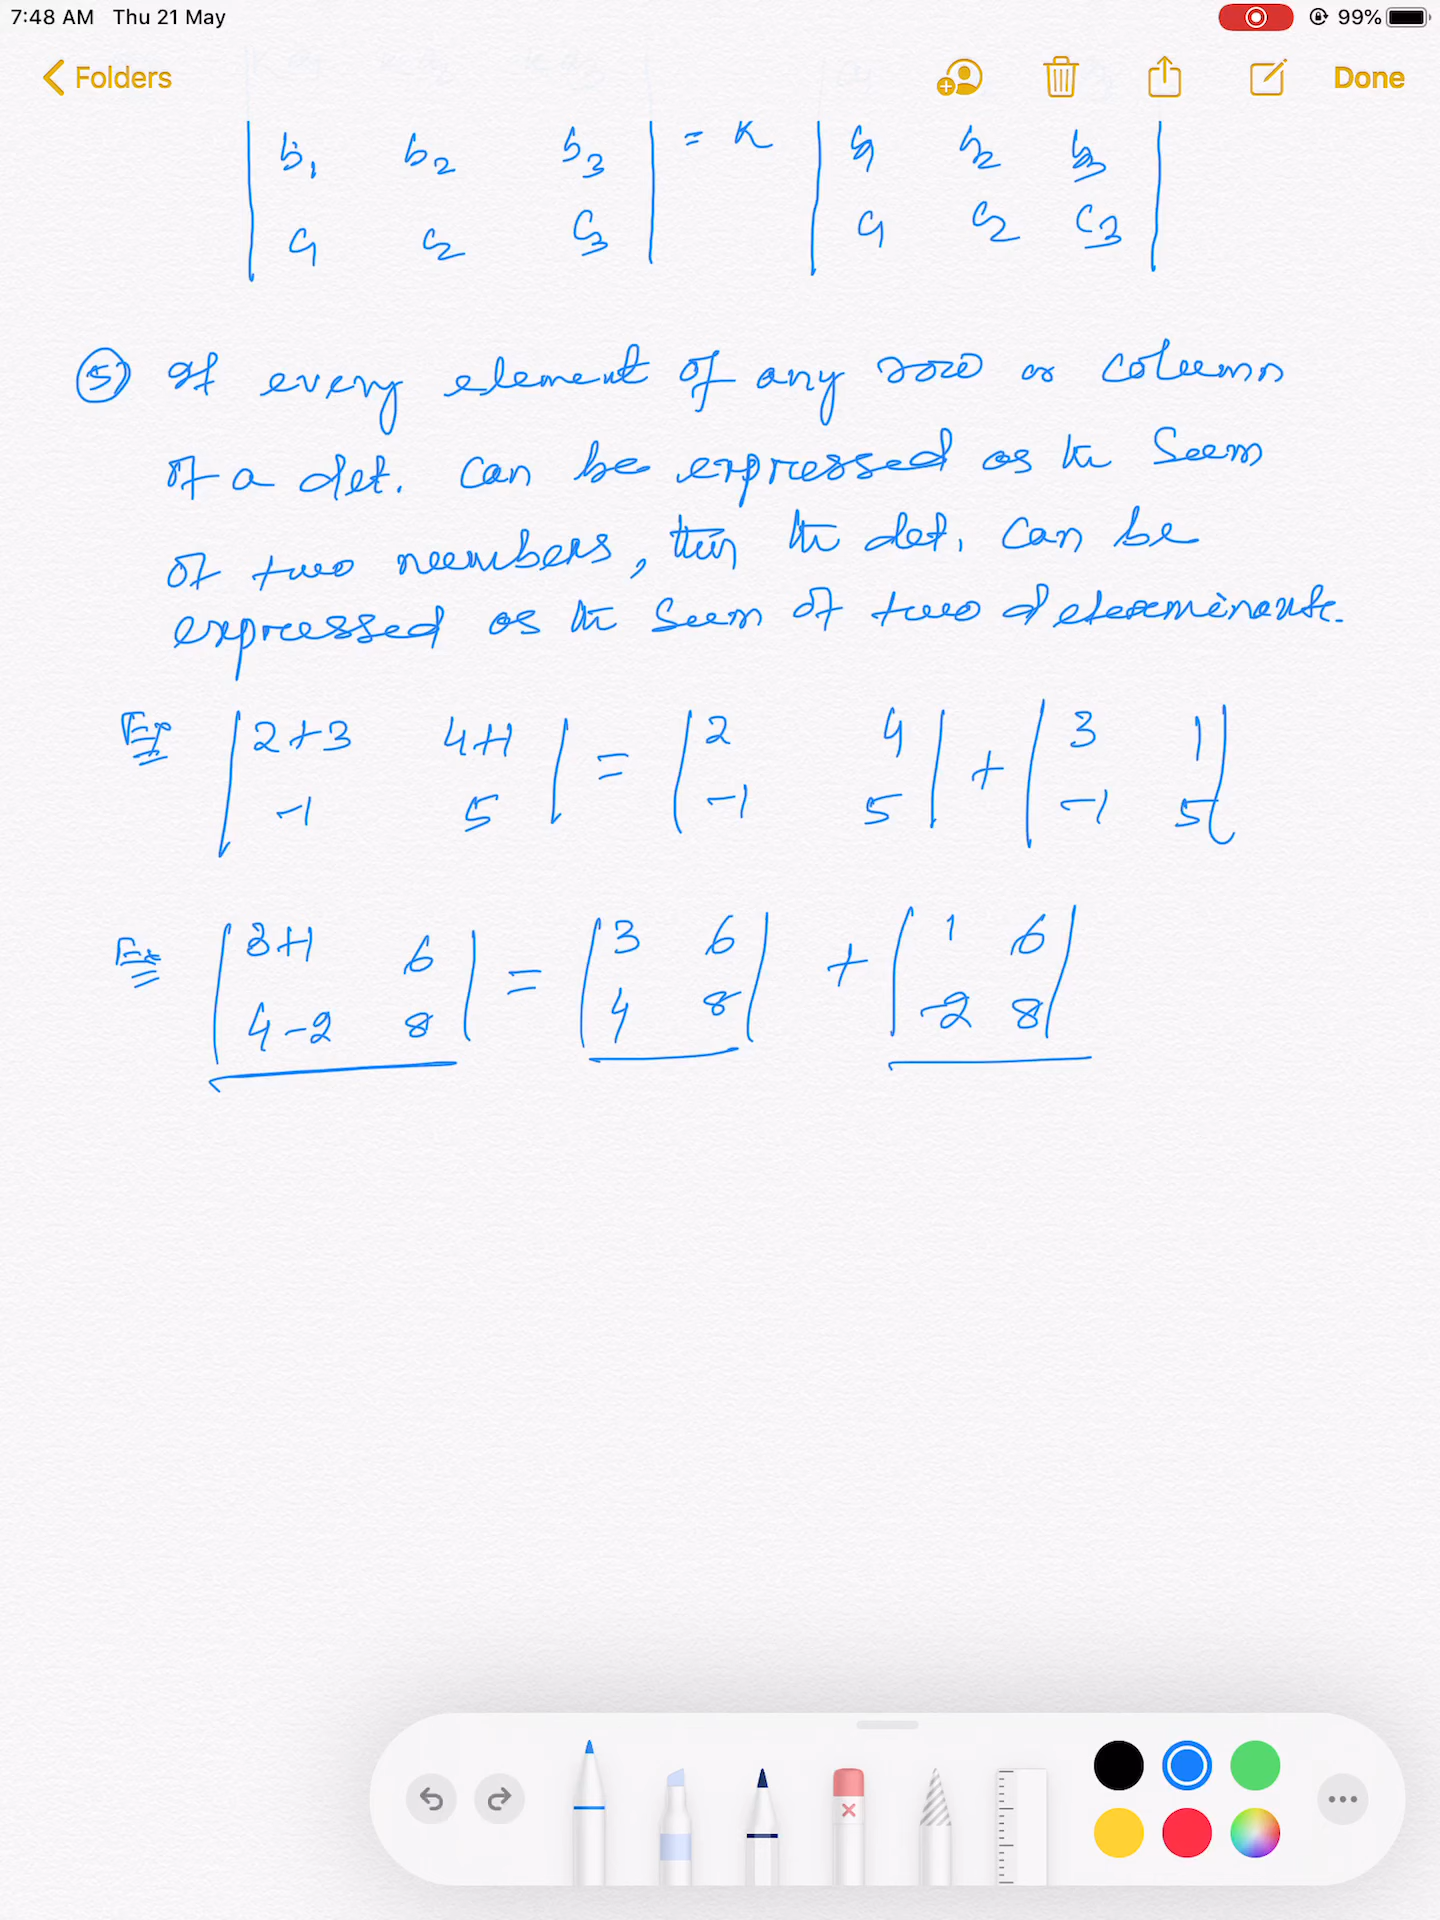 7:48 AM Thu 21 May 99%
Folders Done
| b₁ b₂ b₃ | = K | b₁ b₂ b₃ |
| c₁ c₂ c₃ | | c₁ c₂ c₃ |
(5) If every element of any row or column
of a det. can be expressed as the sum
of two numbers, then the det. can be
expressed as the sum of two determinants.
Ex | 2+3 4+1 | = | 2 4 | + | 3 1 |
| -1 5 | | -1 5 | | -1 5 |
Ex | 3+1 6 | = | 3 6 | + | 1 6 |
| 4-2 8 | | 4 8 | | -2 8 |